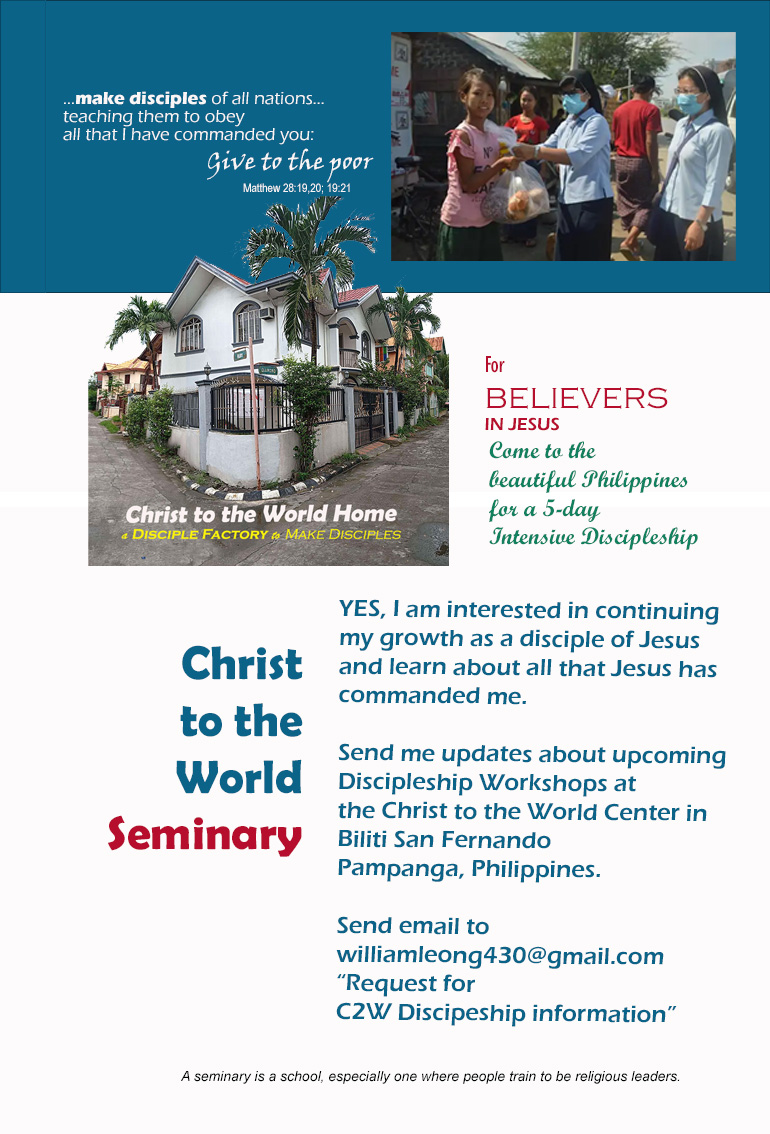 ...make disciples of all nations...
teaching them to obey
all that I have commanded you:
Give to the poor
Matthew 28:19,20; 19:21
Christ to the World Home
a Disciple Factory to Make Disciples
For
BELIEVERS
IN JESUS
Come to the
beautiful Philippines
for a 5-day
Intensive Discipleship
Christ
to the
World
Seminary
YES, I am interested in continuing
my growth as a disciple of Jesus
and learn about all that Jesus has
commanded me.
Send me updates about upcoming
Discipleship Workshops at
the Christ to the World Center in
Biliti San Fernando
Pampanga, Philippines.
Send email to
williamleong430@gmail.com
“Request for
C2W Discipeship information”
A seminary is a school, especially one where people train to be religious leaders.